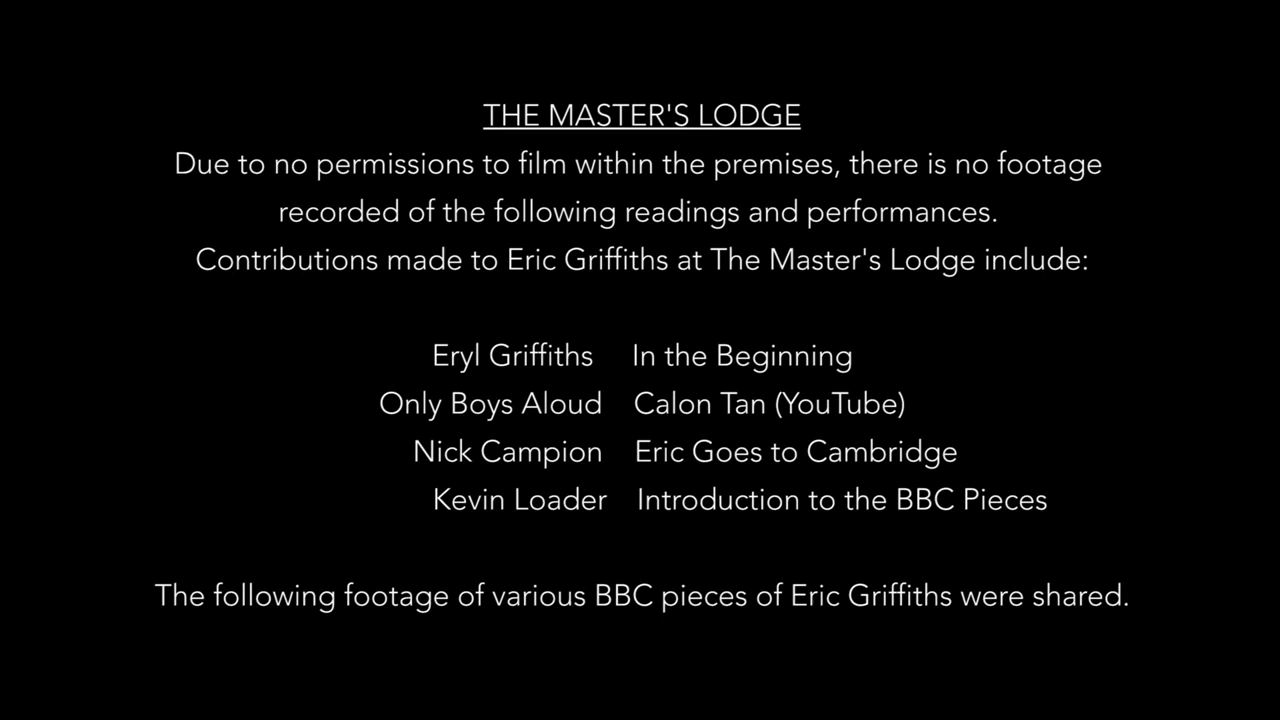 THE MASTER'S LODGE
Due to no permissions to film within the premises, there is no footage
recorded of the following readings and performances.
Contributions made to Eric Griffiths at The Master's Lodge include:
Eryl Griffiths In the Beginning
Only Boys Aloud Calon Tan (YouTube)
Nick Campion Eric Goes to Cambridge
Kevin Loader Introduction to the BBC Pieces
The following footage of various BBC pieces of Eric Griffiths were shared.